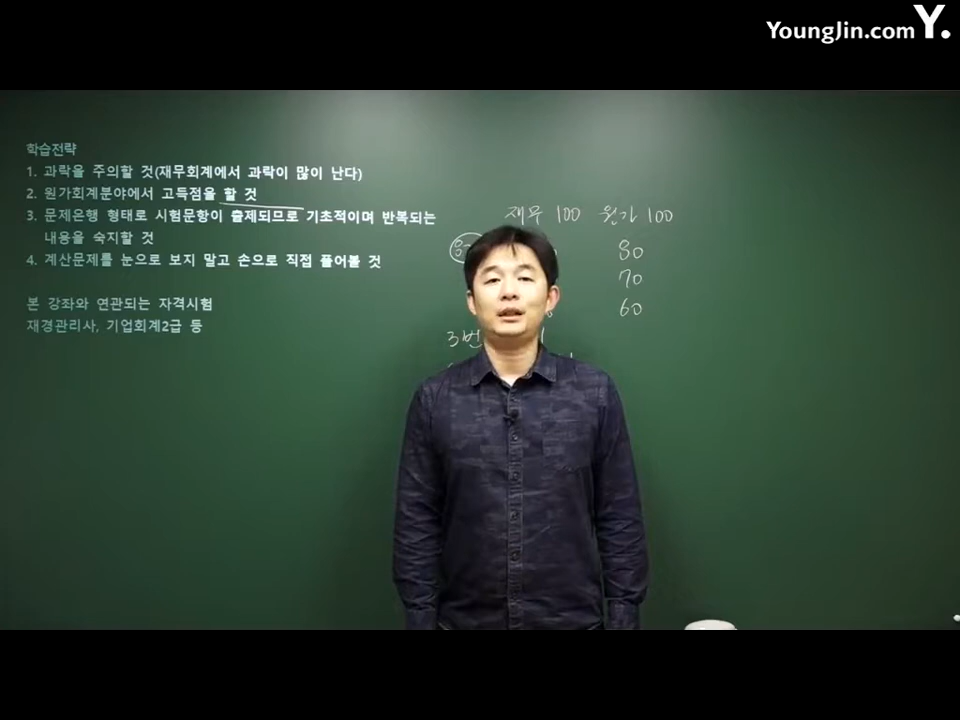 YoungJin.com Y.
학습전략
1. 과락을 주의할 것(재무회계에서 과락이 많이 난다)
2. 원가회계분야에서 고득점을 할 것
3. 문제은행 형태로 시험문항이 출제되므로 기초적이며 반복되는
내용을 숙지할 것
4. 계산문제를 눈으로 보지 말고 손으로 직접 풀어볼 것
본 강좌와 연관되는 자격시험
재경관리사, 기업회계2급 등
재무 100 원가 100
80
70
60
3번